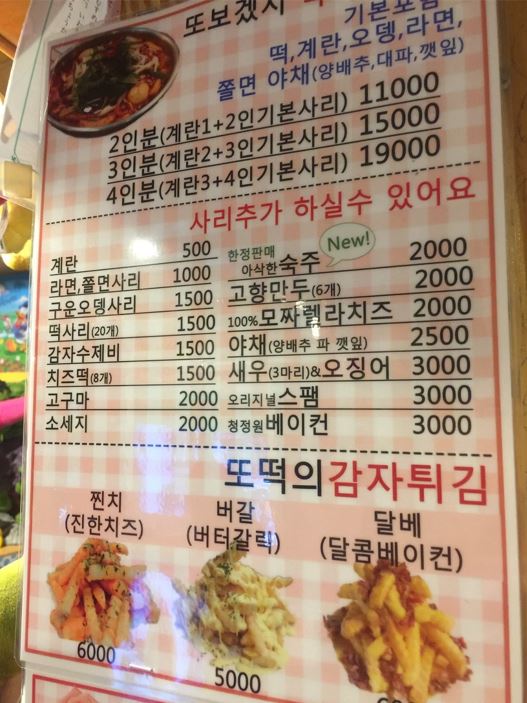 또보겠지
기본포함
떡,계란,오뎅,라면,
쫄면 야채(양배추,대파,깻잎)
2인분(계란1+2인기본사리) 11000
3인분(계란2+3인기본사리) 15000
4인분(계란3+4인기본사리) 19000
사리추가 하실수 있어요
계란 500
라면,쫄면사리 1000
구운오뎅사리 1500
떡사리(20개) 1500
감자수제비 1500
치즈떡(8개) 1500
고구마 2000
소세지 2000
New!
한정판매
아삭한숙주 2000
고향만두(6개) 2000
100%모짜렐라치즈 2000
야채(양배추 파 깻잎) 2500
새우(3마리)&오징어 3000
오리지널스팸 3000
청정원베이컨 3000
또떡의감자튀김
찐치
(진한치즈)
6000
버갈
(버터갈릭)
5000
달베
(달콤베이컨)